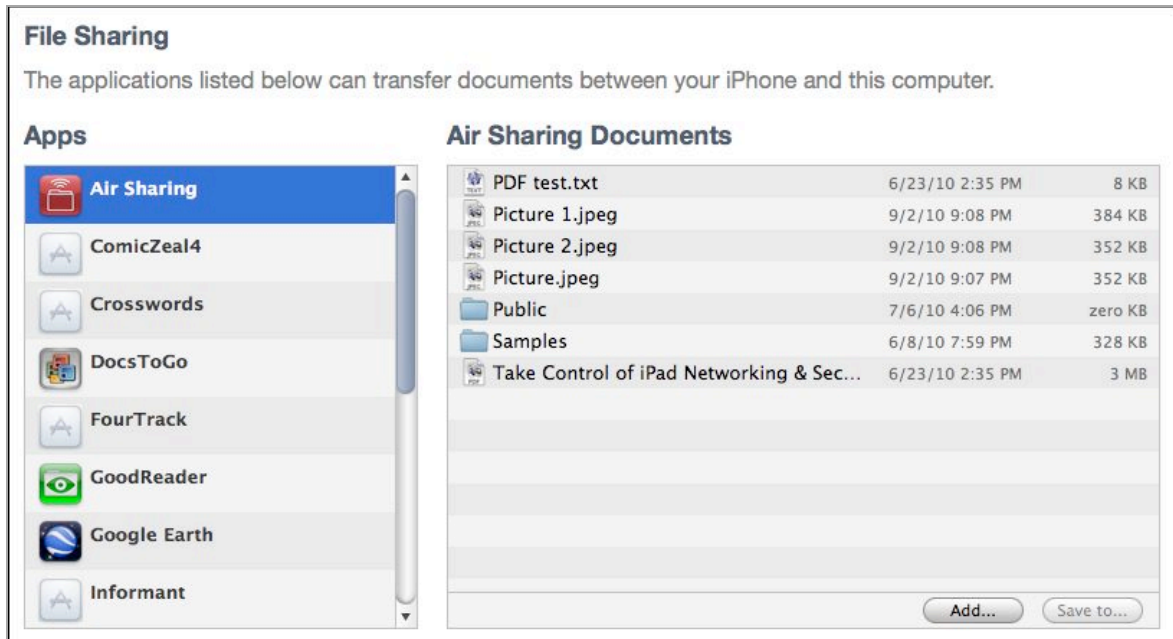 File Sharing
The applications listed below can transfer documents between your iPhone and this computer.
Apps
Air Sharing
ComicZeal4
Crosswords
DocsToGo
FourTrack
GoodReader
Google Earth
Informant
Air Sharing Documents
PDF test.txt 6/23/10 2:35 PM 8 KB
Picture 1.jpeg 9/2/10 9:08 PM 384 KB
Picture 2.jpeg 9/2/10 9:08 PM 352 KB
Picture.jpeg 9/2/10 9:07 PM 352 KB
Public 7/6/10 4:06 PM zero KB
Samples 6/8/10 7:59 PM 328 KB
Take Control of iPad Networking & Sec... 6/23/10 2:35 PM 3 MB
Add... Save to...